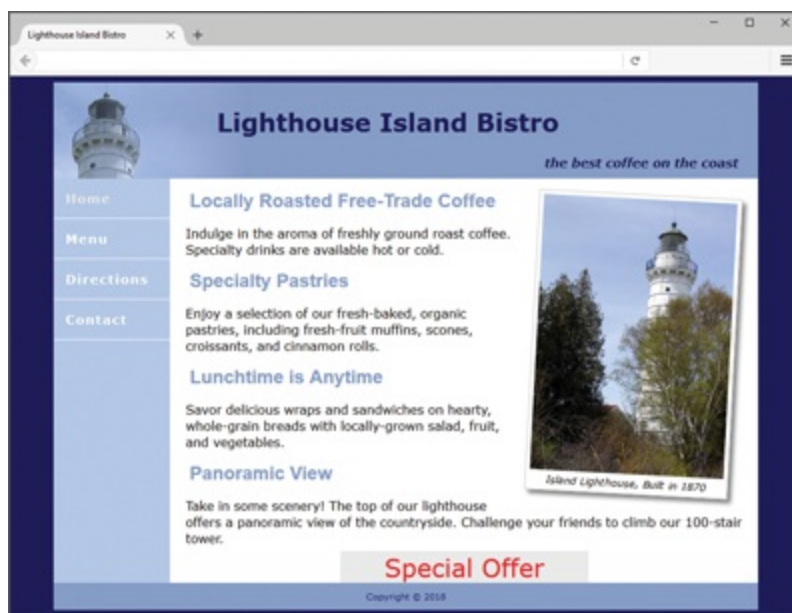 Lighthouse Island Bistro
Lighthouse Island Bistro
the best coffee on the coast
Home
Menu
Directions
Contact
Locally Roasted Free-Trade Coffee
Indulge in the aroma of freshly ground roast coffee.
Specialty drinks are available hot or cold.
Specialty Pastries
Enjoy a selection of our fresh-baked, organic
pastries, including fresh-fruit muffins, scones,
croissants, and cinnamon rolls.
Lunchtime is Anytime
Savor delicious wraps and sandwiches on hearty,
whole-grain breads with locally-grown salad, fruit,
and vegetables.
Panoramic View
Take in some scenery! The top of our lighthouse
offers a panoramic view of the countryside. Challenge your friends to climb our 100-stair
tower.
Island Lighthouse, Built in 1870
Special Offer
Copyright © 2018